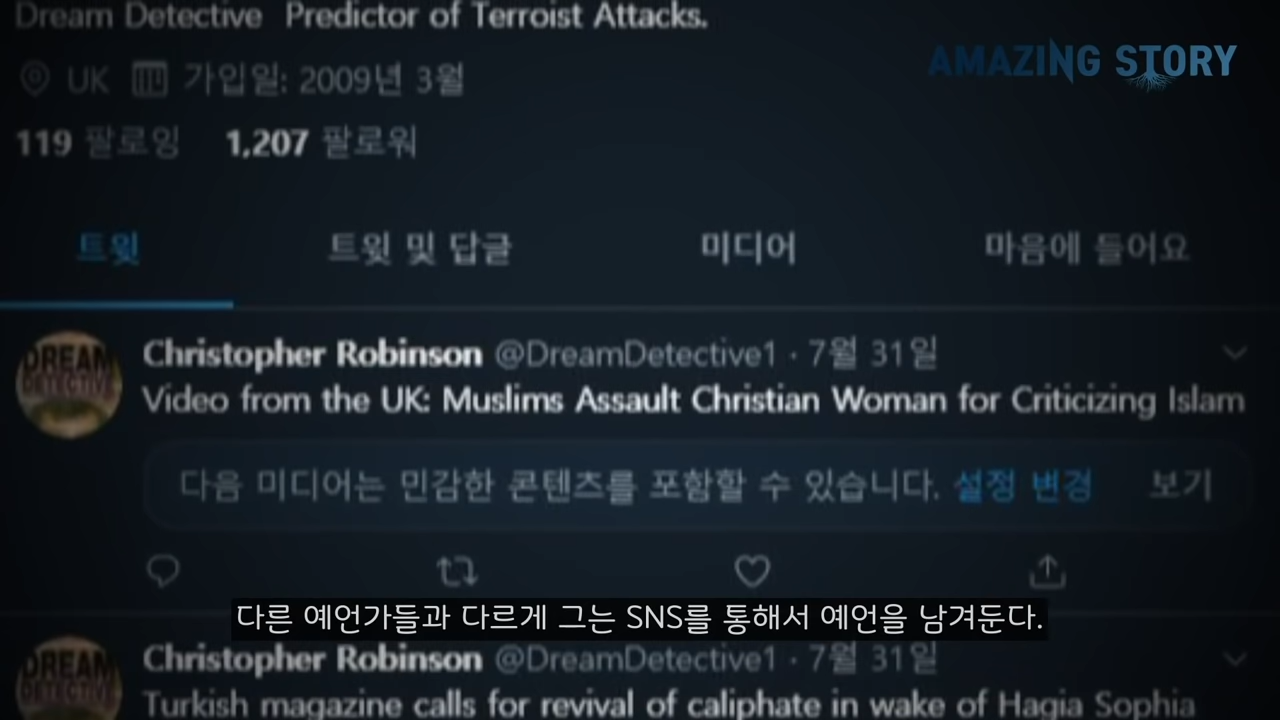 Dream Detective Predictor of Terroist Attacks.
AMAZING STORY
UK 가입일: 2009년 3월
119 팔로잉 1,207 팔로워
트윗 트윗 및 답글 미디어 마음에 들어요
DREAM DETECTIVE
Christopher Robinson @DreamDetective1 · 7월 31일
Video from the UK: Muslims Assault Christian Woman for Criticizing Islam
다음 미디어는 민감한 콘텐츠를 포함할 수 있습니다. 설정 변경 보기
다른 예언가들과 다르게 그는 SNS를 통해서 예언을 남겨둔다.
DREAM DETECTIVE
Christopher Robinson @DreamDetective1 · 7월 31일
Turkish magazine calls for revival of caliphate in wake of Hagia Sophia